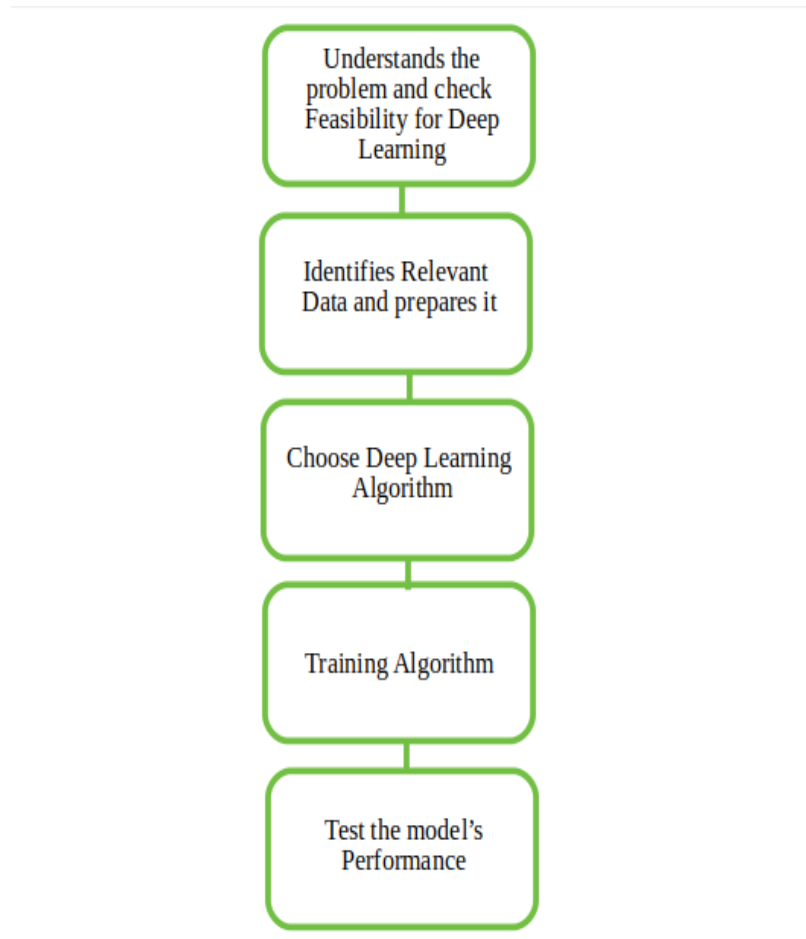 Understands the
problem and check
Feasibility for Deep
Learning
Identifies Relevant
Data and prepares it
Choose Deep Learning
Algorithm
Training Algorithm
Test the model’s
Performance